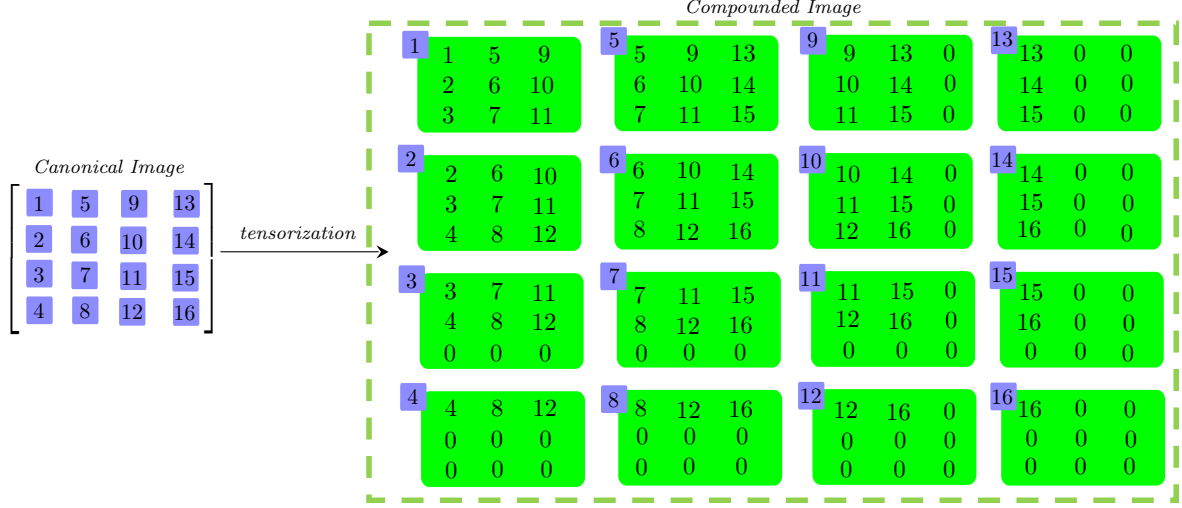 Compounded Image
1 5 9 13
1 5 9 5 9 13 9 13 0 13 0 0
2 6 10 6 10 14 10 14 0 14 0 0
3 7 11 7 11 15 11 15 0 15 0 0
Canonical Image
1 5 9 13
2 6 10 14
3 7 11 15
4 8 12 16
tensorization
2 6 10 14
2 6 10 6 10 14 10 14 0 14 0 0
3 7 11 7 11 15 11 15 0 15 0 0
4 8 12 8 12 16 12 16 0 16 0 0
3 7 11 15
3 7 11 7 11 15 11 15 0 15 0 0
4 8 12 8 12 16 12 16 0 16 0 0
0 0 0 0 0 0 0 0 0 0 0 0
4 8 12 16
4 8 12 8 12 16 12 16 0 16 0 0
0 0 0 0 0 0 0 0 0 0 0 0
0 0 0 0 0 0 0 0 0 0 0 0